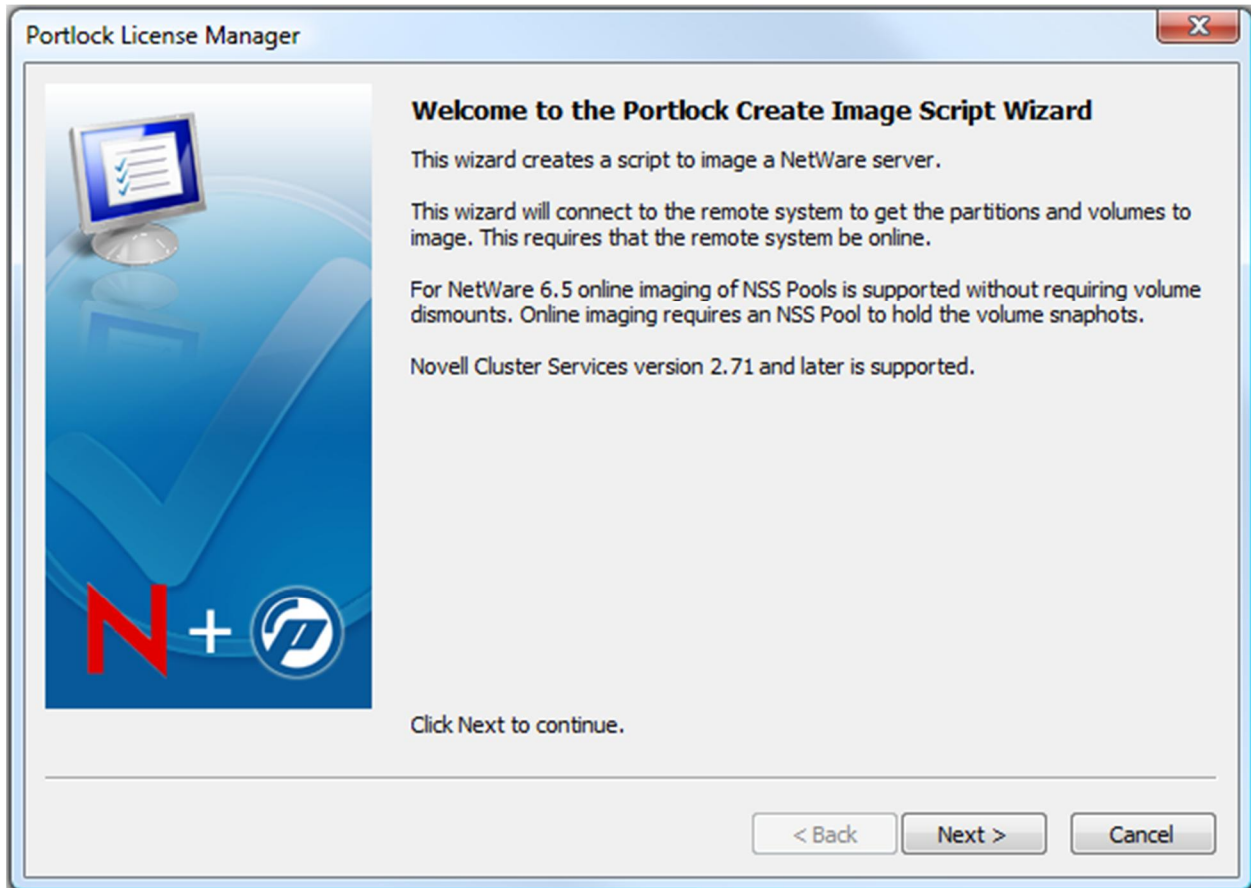 Portlock License Manager
Welcome to the Portlock Create Image Script Wizard
This wizard creates a script to image a NetWare server.
This wizard will connect to the remote system to get the partitions and volumes to
image. This requires that the remote system be online.
For NetWare 6.5 online imaging of NSS Pools is supported without requiring volume
dismounts. Online imaging requires an NSS Pool to hold the volume snaphots.
Novell Cluster Services version 2.71 and later is supported.
N +
Click Next to continue.
< Back Next > Cancel